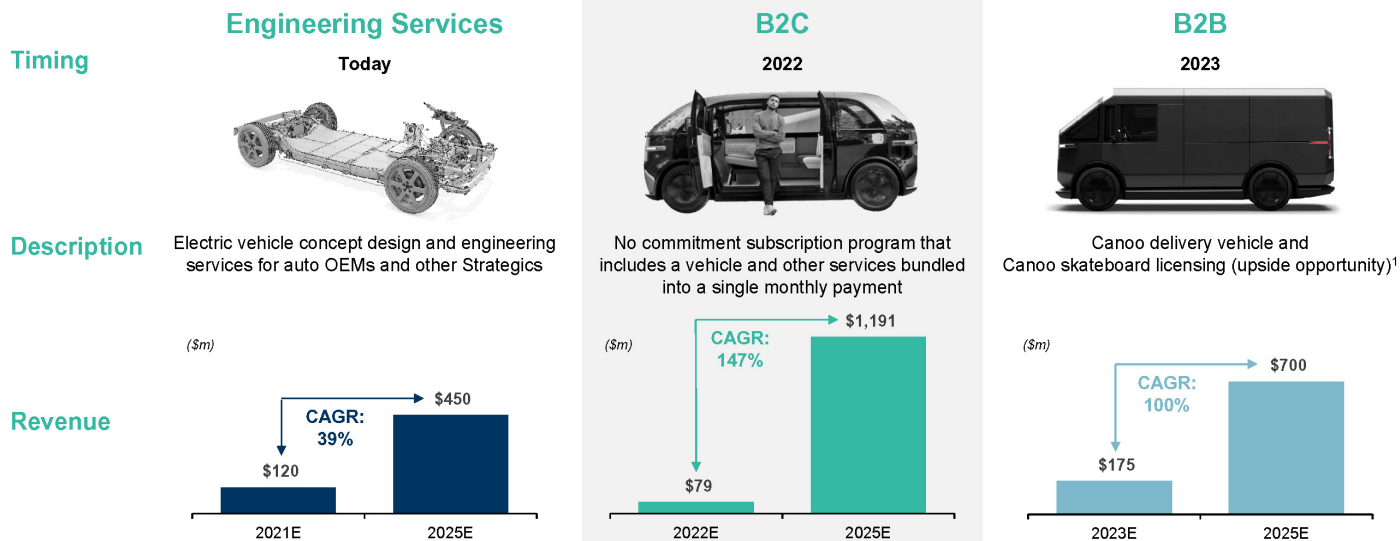 Engineering Services
B2C
B2B
Timing
Today
2022
2023
Description
Electric vehicle concept design and engineering
services for auto OEMs and other Strategics
No commitment subscription program that
includes a vehicle and other services bundled
into a single monthly payment
Canoo delivery vehicle and
Canoo skateboard licensing (upside opportunity)¹
Revenue
($m)
$450
CAGR:
39%
$120
2021E
2025E
($m)
$1,191
CAGR:
147%
$79
2022E
2025E
($m)
$700
CAGR:
100%
$175
2023E
2025E